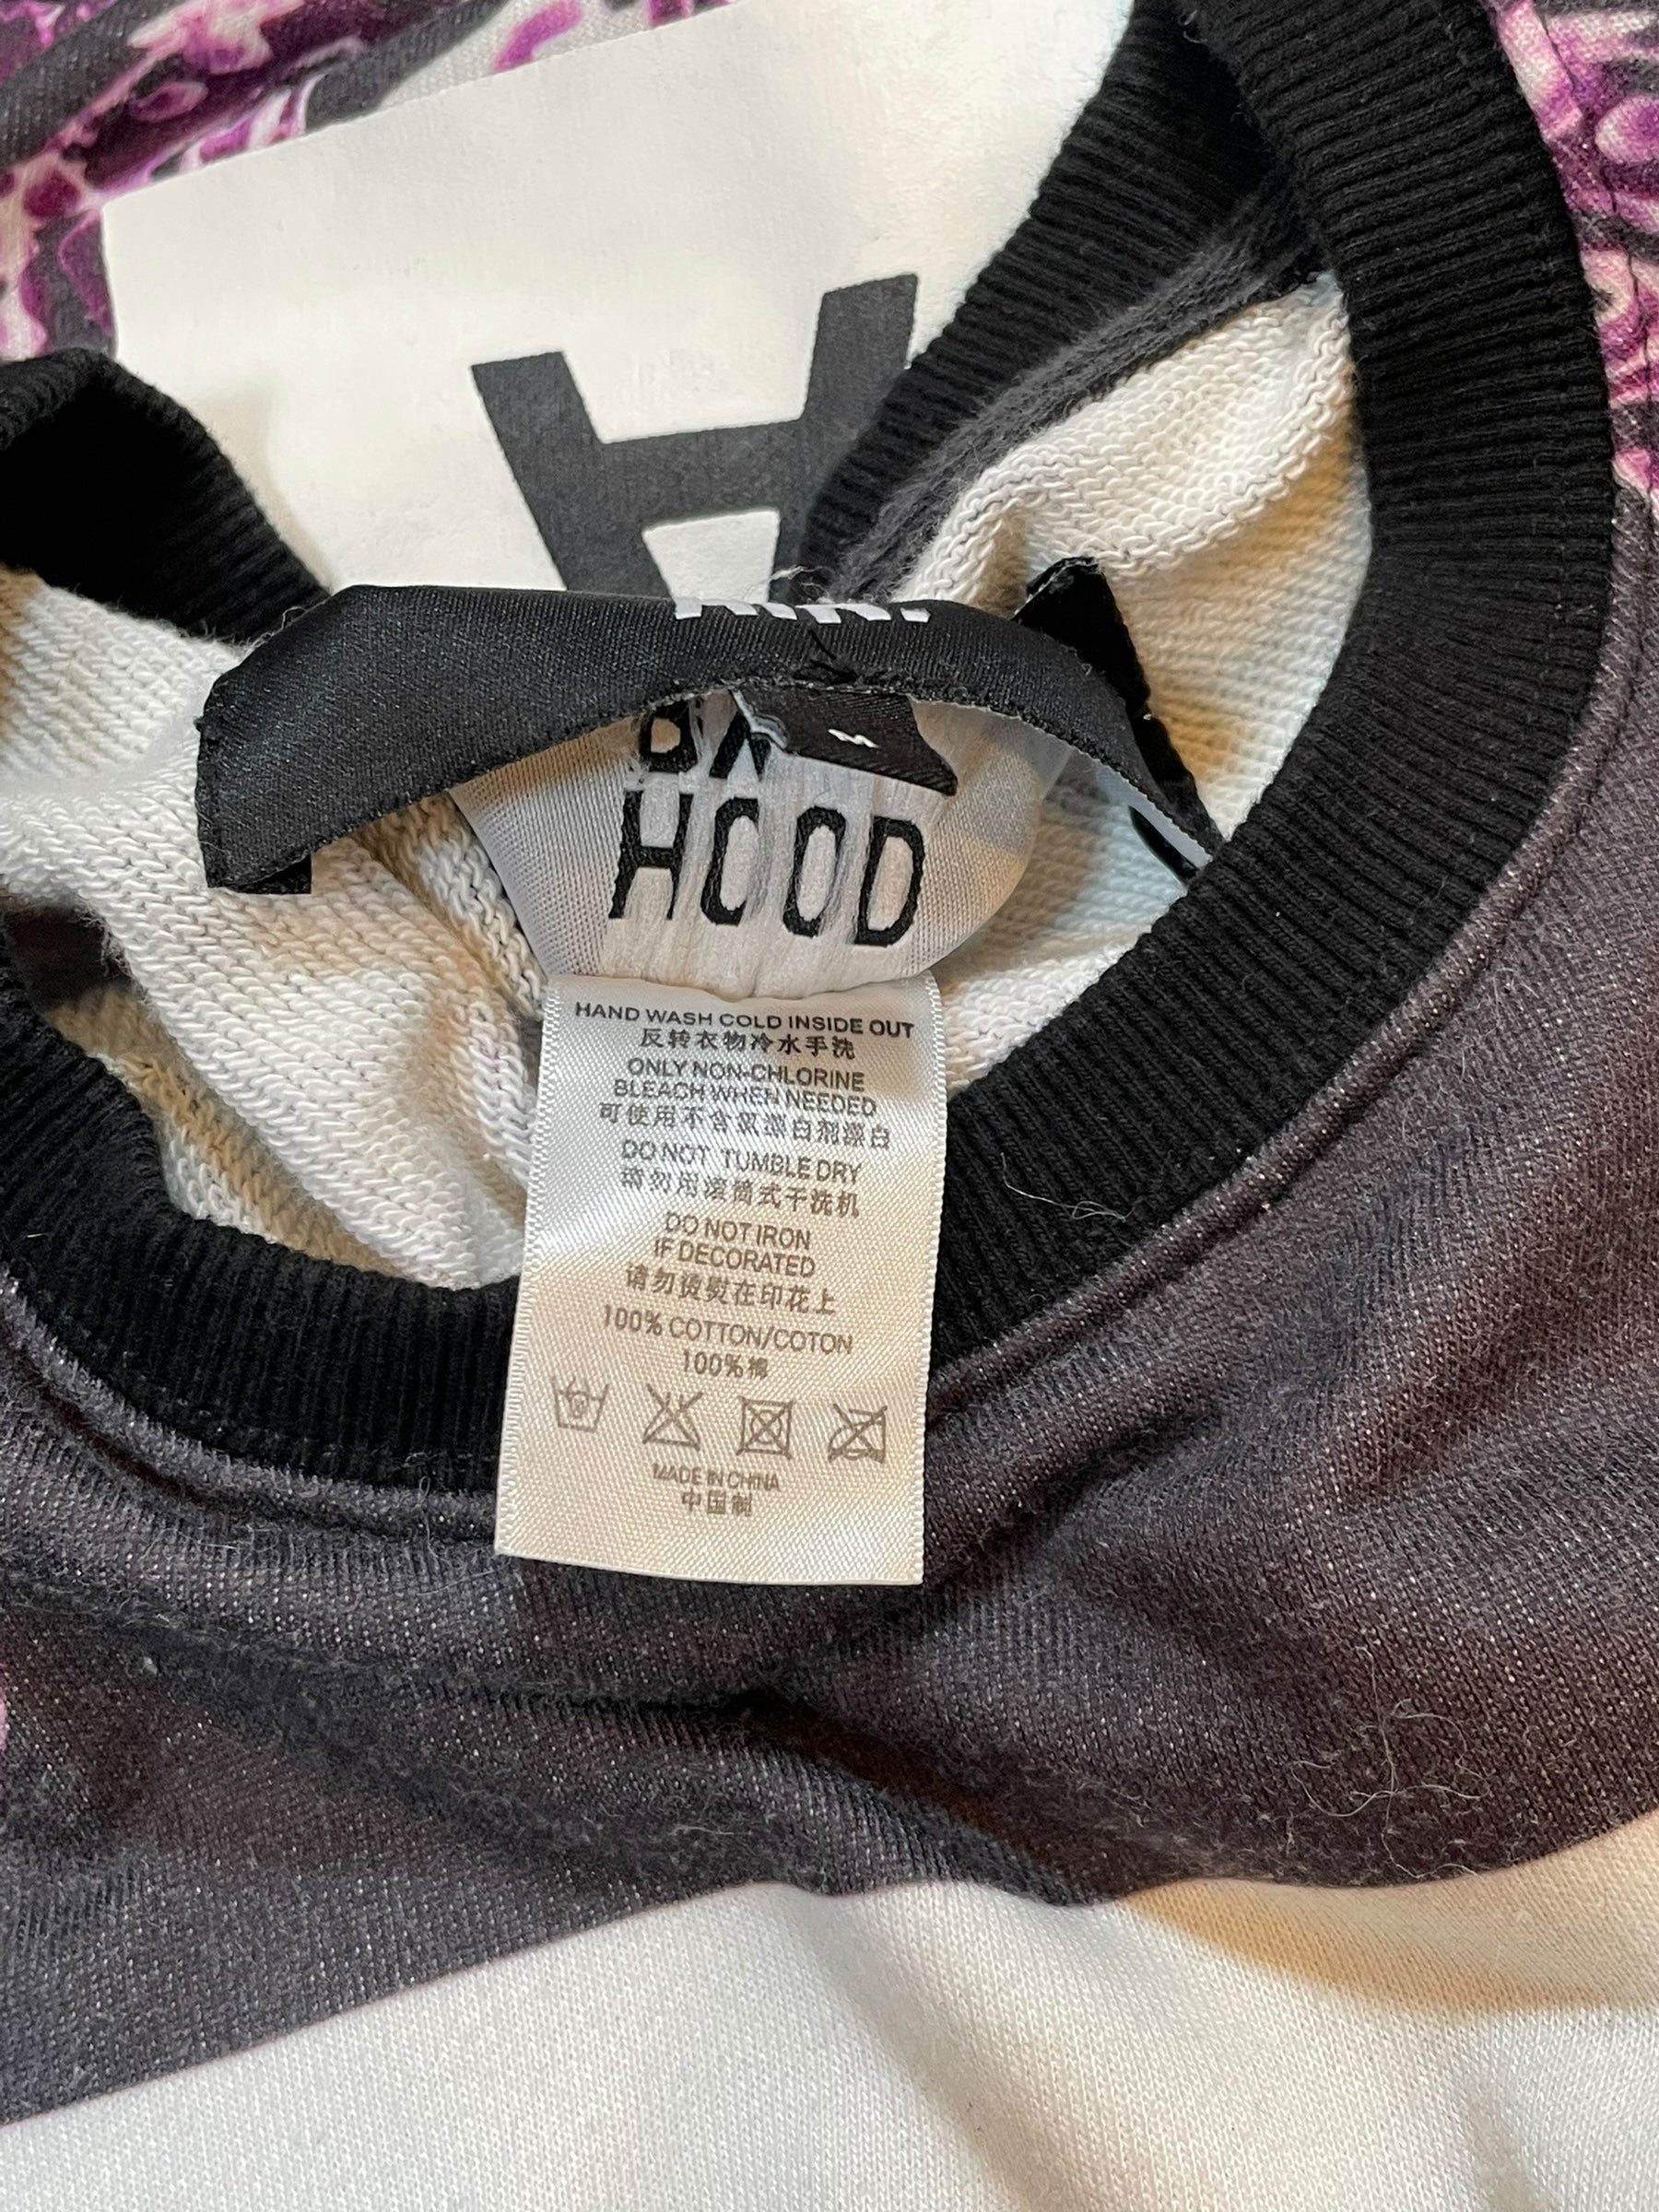 H
M
HOOD
HAND WASH COLD INSIDE OUT
反转衣物冷水手洗
ONLY NON-CHLORINE
BLEACH WHEN NEEDED
可使用不含氯漂白剂漂白
DO NOT TUMBLE DRY
请勿用滚筒式干洗机
DO NOT IRON
IF DECORATED
请勿烫熨在印花上
100% COTTON/COTON
100%棉
MADE IN CHINA
中国制